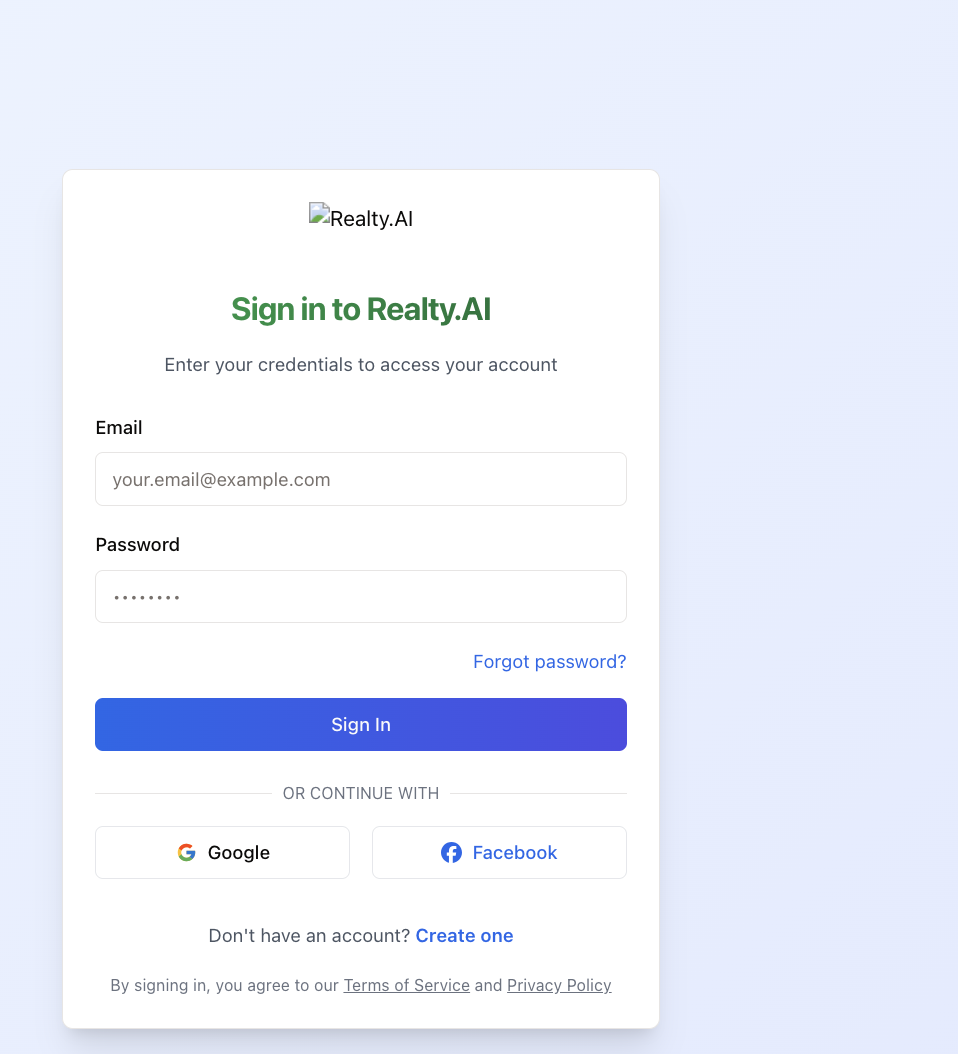 Realty.AI
Sign in to Realty.AI
Enter your credentials to access your account
Email
your.email@example.com
Password
••••••••
Forgot password?
Sign In
OR CONTINUE WITH
Google
Facebook
Don't have an account? Create one
By signing in, you agree to our Terms of Service and Privacy Policy